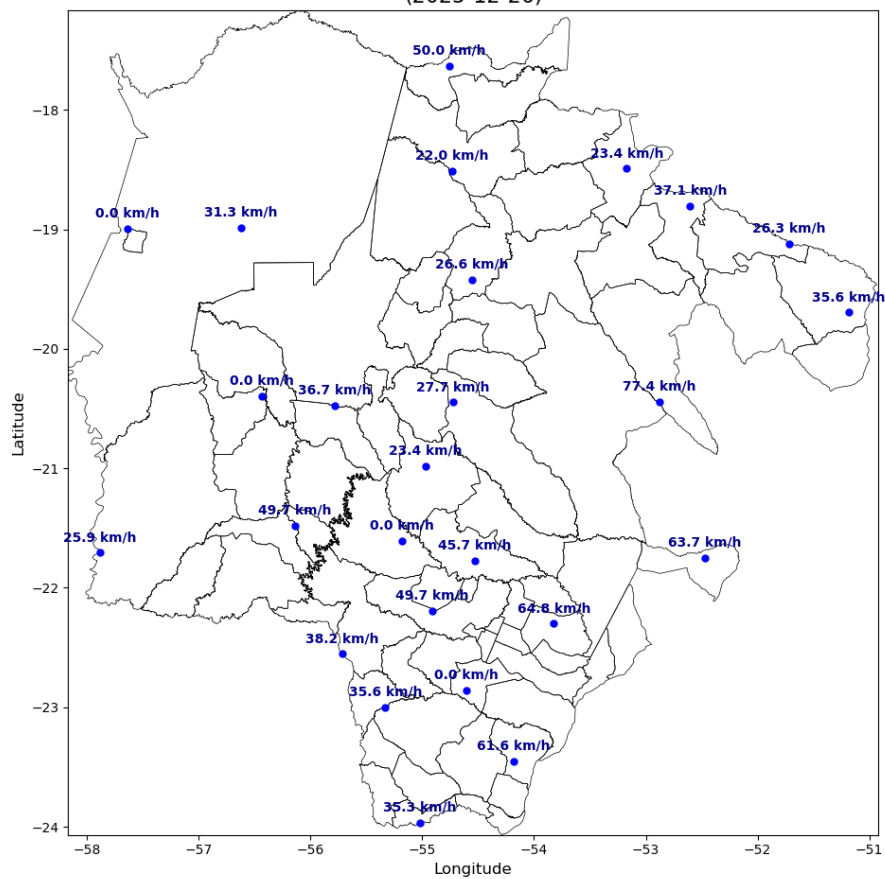 (2025-12-26)
50.0 km/h
22.0 km/h
23.4 km/h
37.1 km/h
0.0 km/h
31.3 km/h
26.3 km/h
26.6 km/h
35.6 km/h
0.0 km/h
36.7 km/h
27.7 km/h
77.4 km/h
23.4 km/h
49.7 km/h
0.0 km/h
25.9 km/h
45.7 km/h
63.7 km/h
49.7 km/h
64.8 km/h
38.2 km/h
0.0 km/h
35.6 km/h
61.6 km/h
35.3 km/h
−18
−19
−20
−21
−22
−23
−24
Latitude
−58
−57
−56
−55
−54
−53
−52
−51
Longitude